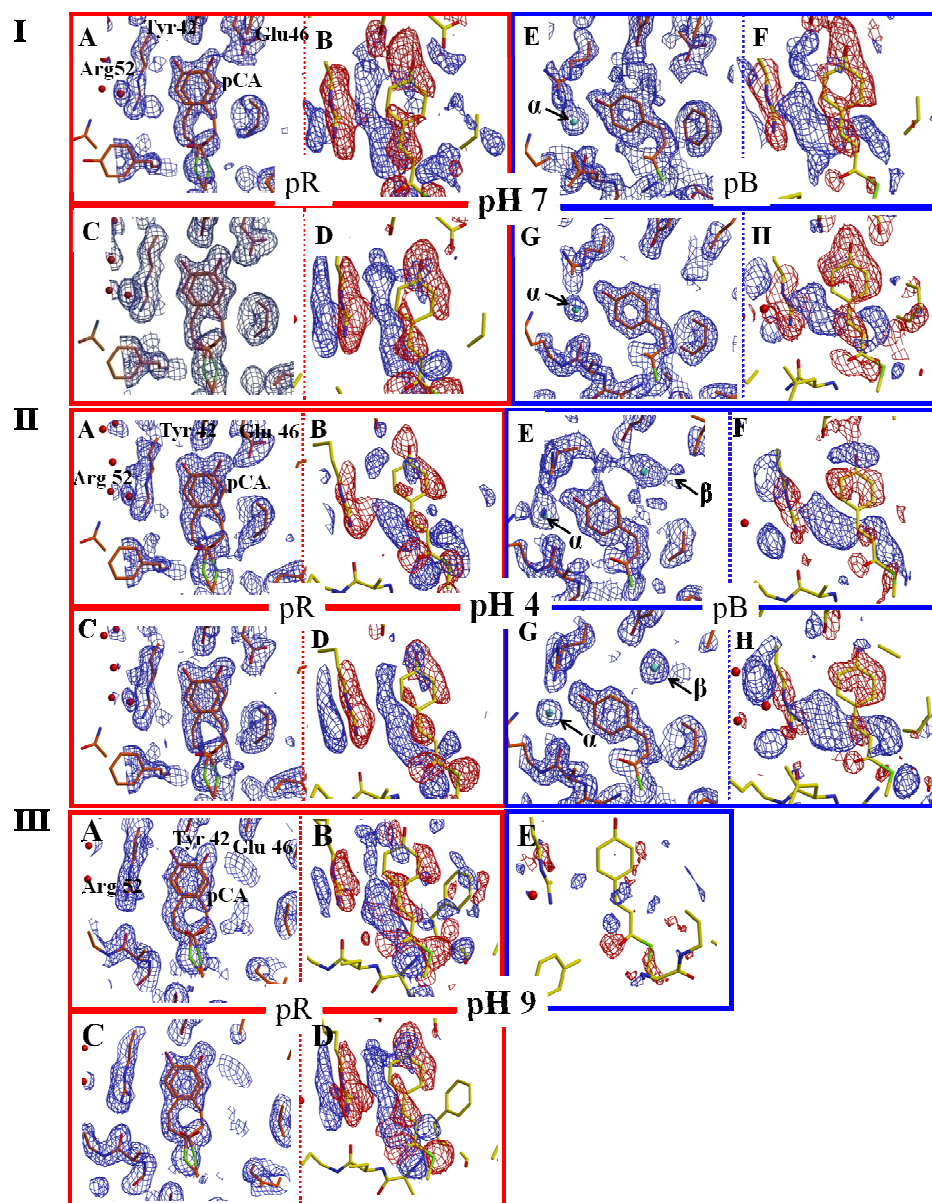 I
A Tyr42 Glu46 B E F
Arg52 pCA α
pR pH 7 pB
C D G H
α
II
A Tyr 42 Glu 46 B E F
Arg 52 pCA β
α
pR pH 4 pB
C D G H
β
α
III
A Tyr 42 Glu 46 B E
Arg 52 pCA
pR pH 9
C D